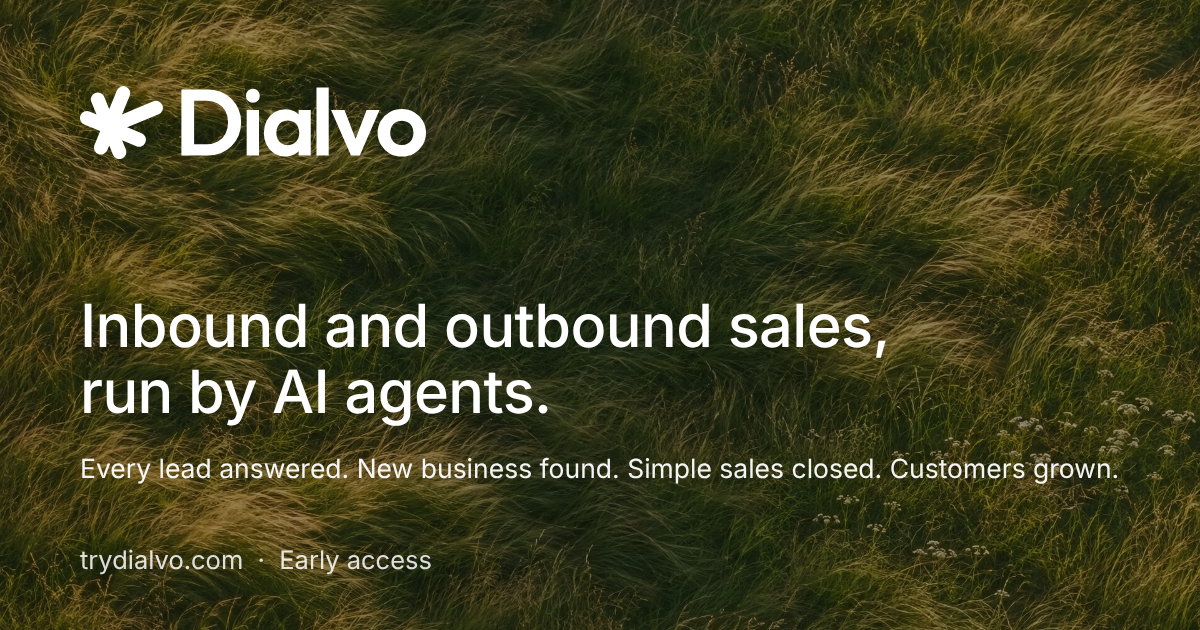 Dialvo
Inbound and outbound sales,
run by AI agents.
Every lead answered. New business found. Simple sales closed. Customers grown.
trydialvo.com · Early access